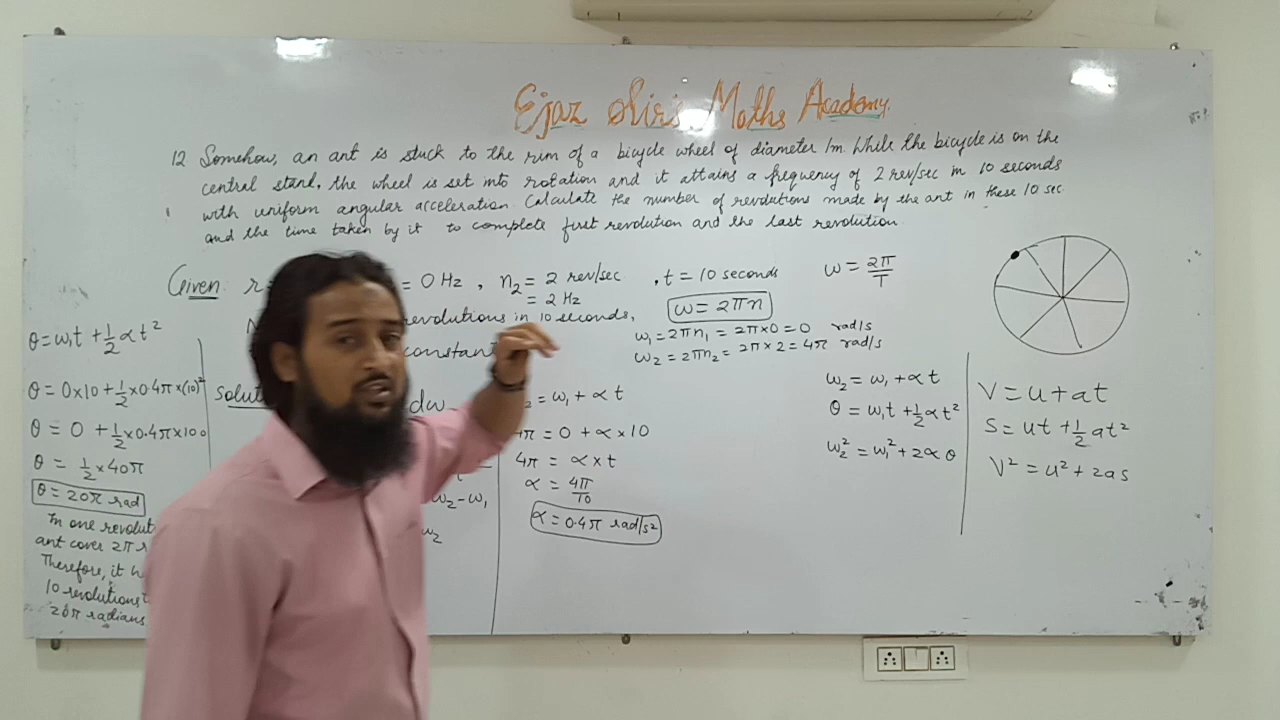 Ejaz Sir's Maths Academy
12 Somehow, an ant is stuck to the rim of a bicycle wheel of diameter 1m. While the bicycle is on the
central stand, the wheel is set into rotation and it attains a frequency of 2 rev/sec in 10 seconds
with uniform angular acceleration. Calculate the number of revolutions made by the ant in these 10 sec.
and the time taken by it to complete first revolution and the last revolution.
Given: r = 0 Hz, n₂ = 2 rev/sec , t = 10 seconds
= 2 Hz
revolutions in 10 seconds,
constant
ω = 2π/T
ω = 2πn
ω₁ = 2πn₁ = 2π×0 = 0 rad/s
ω₂ = 2πn₂ = 2π×2 = 4π rad/s
θ = ω₁t + ½αt²
θ = 0×10 + ½×0.4π×(10)²
θ = 0 + ½×0.4π×100
θ = ½×40π
θ = 20π rad
In one revolut
ant cover 2π r
Therefore, it h
10 revolutions
20π radians
Solut
dω
ω₂-ω₁
ω₂
= ω₁ + αt
= 0 + α×10
4π = α×t
α = 4π/10
α = 0.4π rad/s²
ω₂ = ω₁ + αt
θ = ω₁t + ½αt²
ω₂² = ω₁² + 2αθ
V = u + at
S = ut + ½at²
V² = u² + 2as